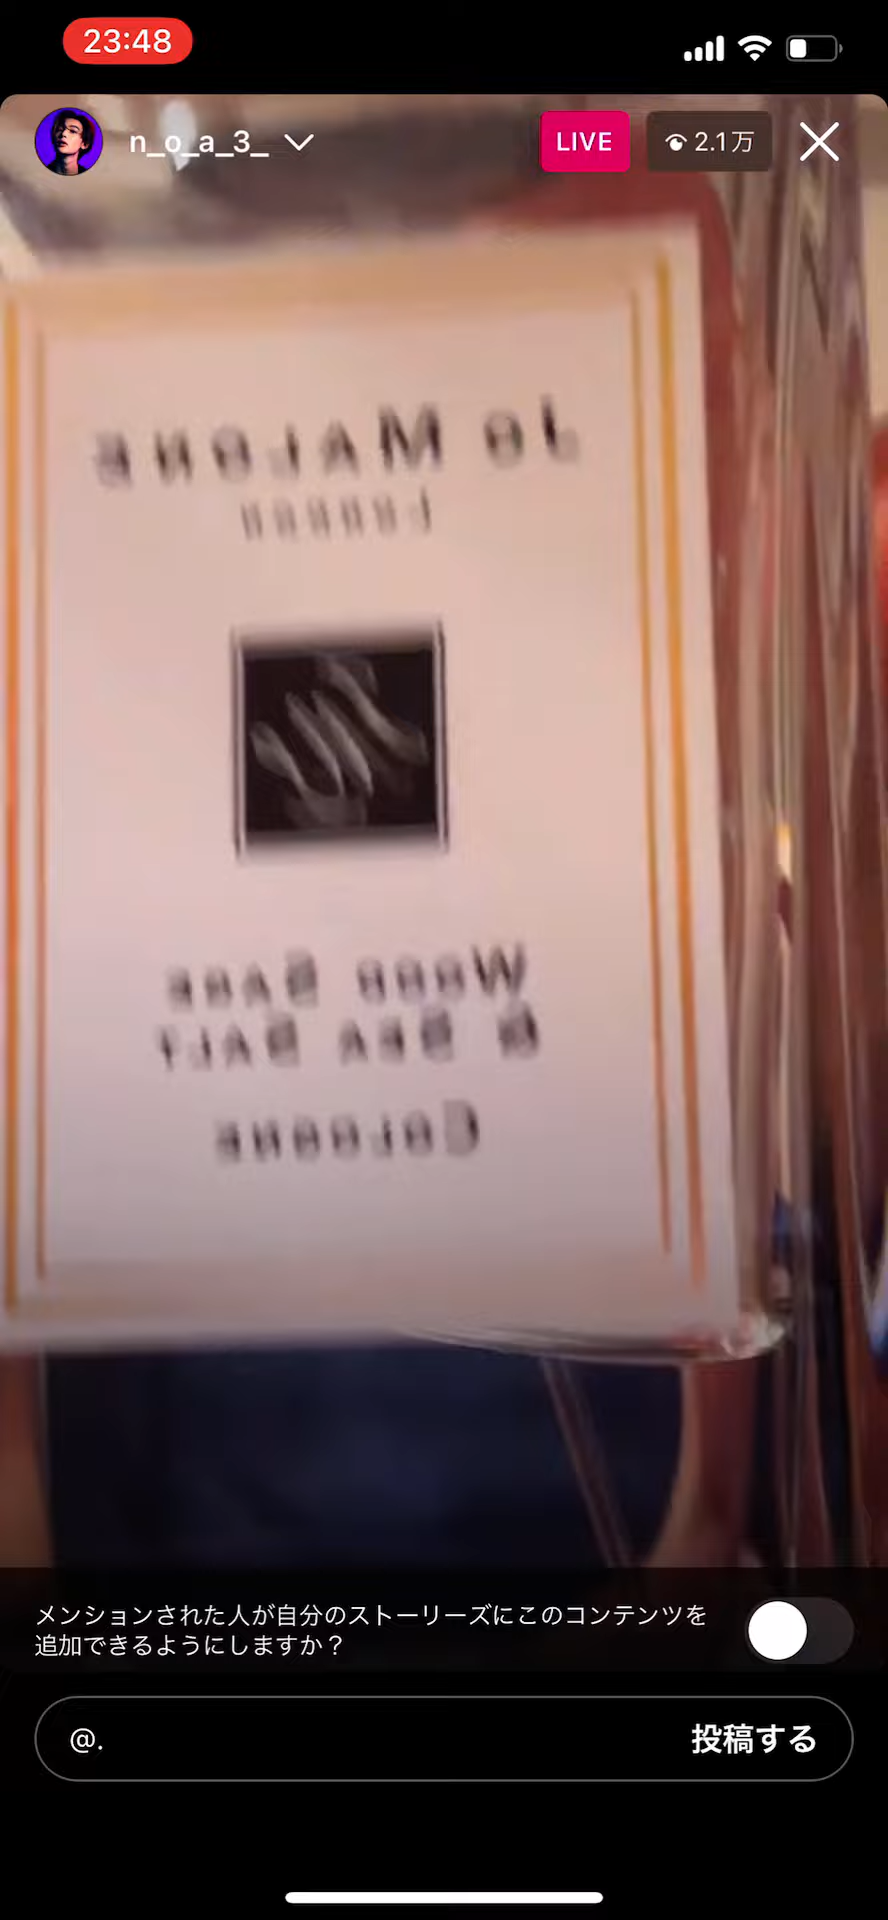 23:48
n_o_a_3_
LIVE
2.1万
Jo Malone
London
Wood Sage
& Sea Salt
Cologne
メンションされた人が自分のストーリーズにこのコンテンツを
追加できるようにしますか？
@.
投稿する